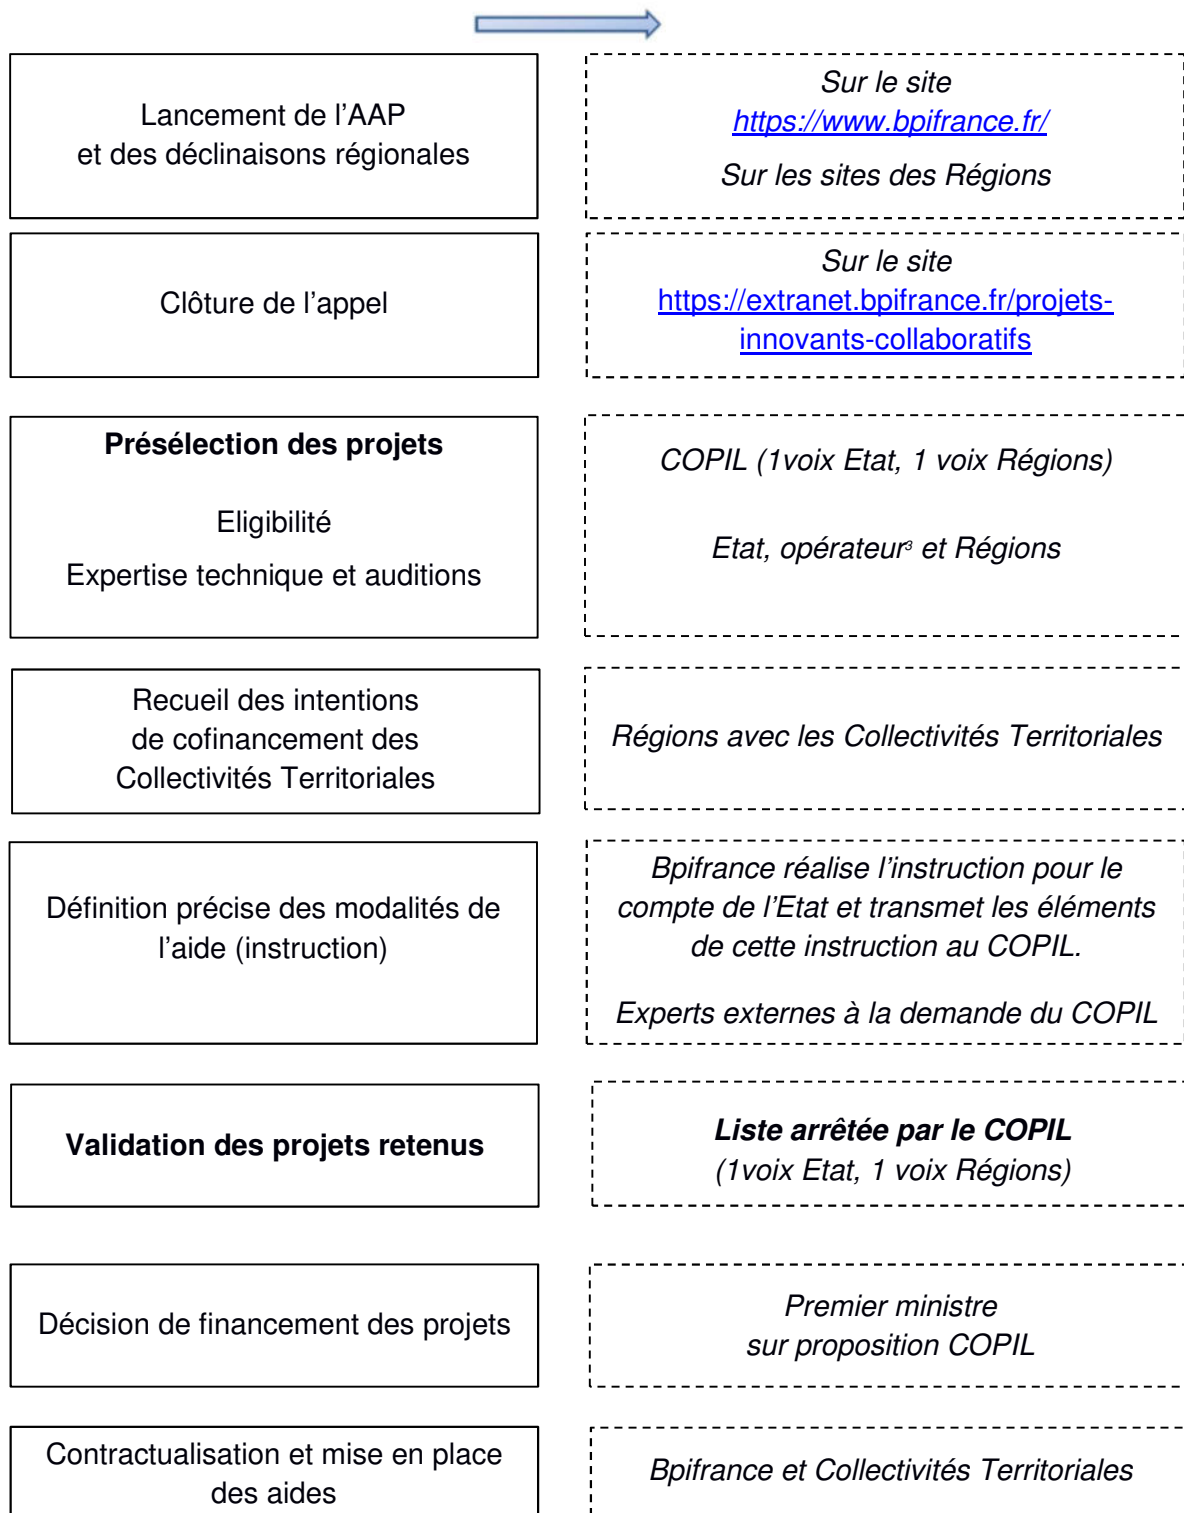 Lancement de l’AAP
et des déclinaisons régionales
Sur le site
https://www.bpifrance.fr/
Sur les sites des Régions
Clôture de l’appel
Sur le site
https://extranet.bpifrance.fr/projets-
innovants-collaboratifs
Présélection des projets
Eligibilité
Expertise technique et auditions
COPIL (1voix Etat, 1 voix Régions)
Etat, opérateur³ et Régions
Recueil des intentions
de cofinancement des
Collectivités Territoriales
Régions avec les Collectivités Territoriales
Définition précise des modalités de
l’aide (instruction)
Bpifrance réalise l’instruction pour le
compte de l’Etat et transmet les éléments
de cette instruction au COPIL.
Experts externes à la demande du COPIL
Validation des projets retenus
Liste arrêtée par le COPIL
(1voix Etat, 1 voix Régions)
Décision de financement des projets
Premier ministre
sur proposition COPIL
Contractualisation et mise en place
des aides
Bpifrance et Collectivités Territoriales